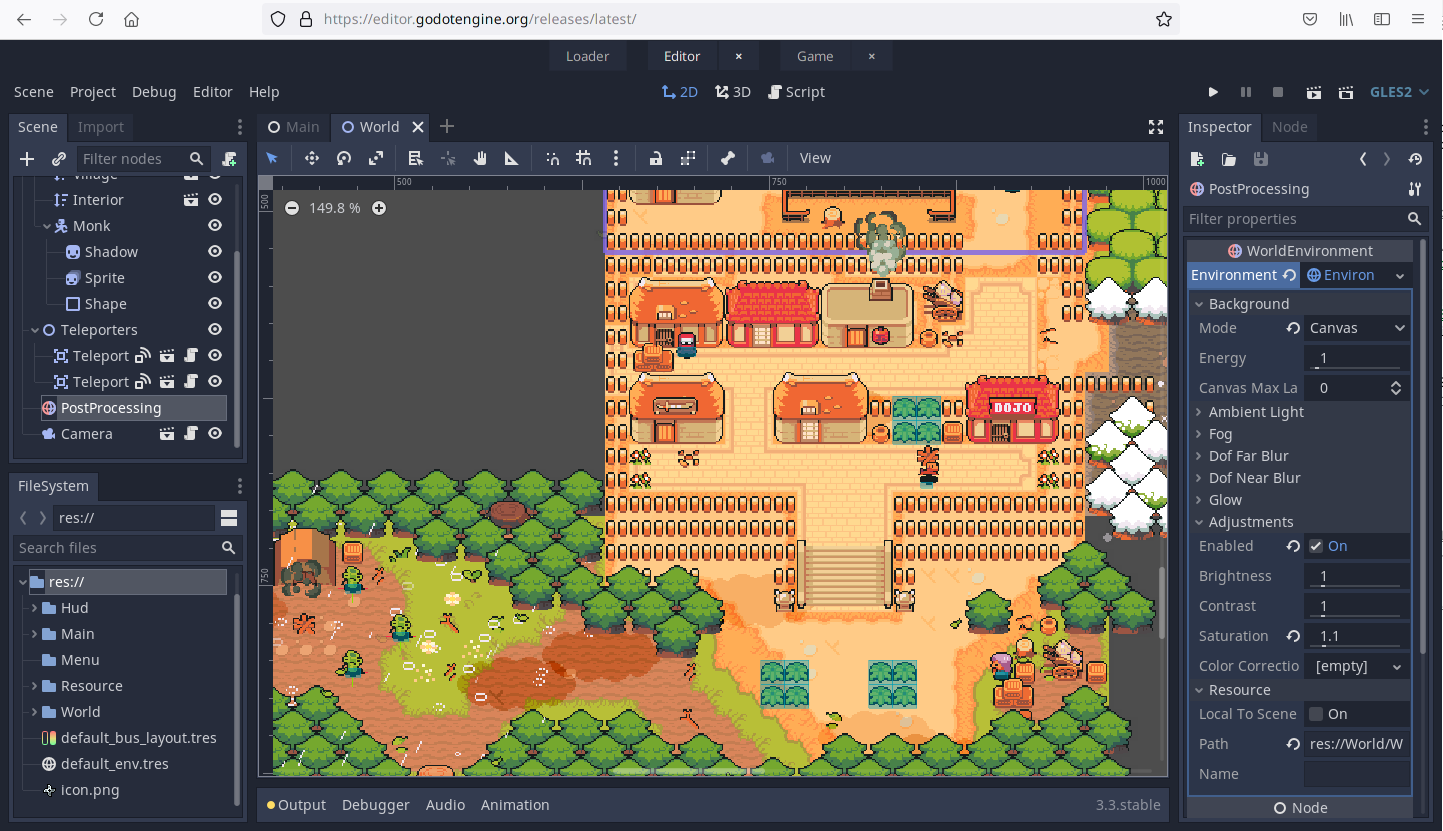 https://editor.godotengine.org/releases/latest/
Loader
Editor
×
Game
×
Scene Project Debug Editor Help
2D 3D Script
GLES2
Scene Import
Filter nodes
Village
Interior
Monk
Shadow
Sprite
Shape
Teleporters
Teleport
Teleport
PostProcessing
Camera
FileSystem
res://
Search files
res://
Hud
Main
Menu
Resource
World
default_bus_layout.tres
default_env.tres
icon.png
Main World
View
500 750 1000
500
750
149.8 %
DOJO
Output Debugger Audio Animation
3.3.stable
Inspector Node
PostProcessing
Filter properties
WorldEnvironment
Environment Environ
Background
Mode Canvas
Energy 1
Canvas Max La 0
Ambient Light
Fog
Dof Far Blur
Dof Near Blur
Glow
Adjustments
Enabled On
Brightness 1
Contrast 1
Saturation 1.1
Color Correctio [empty]
Resource
Local To Scene On
Path res://World/W
Name
Node